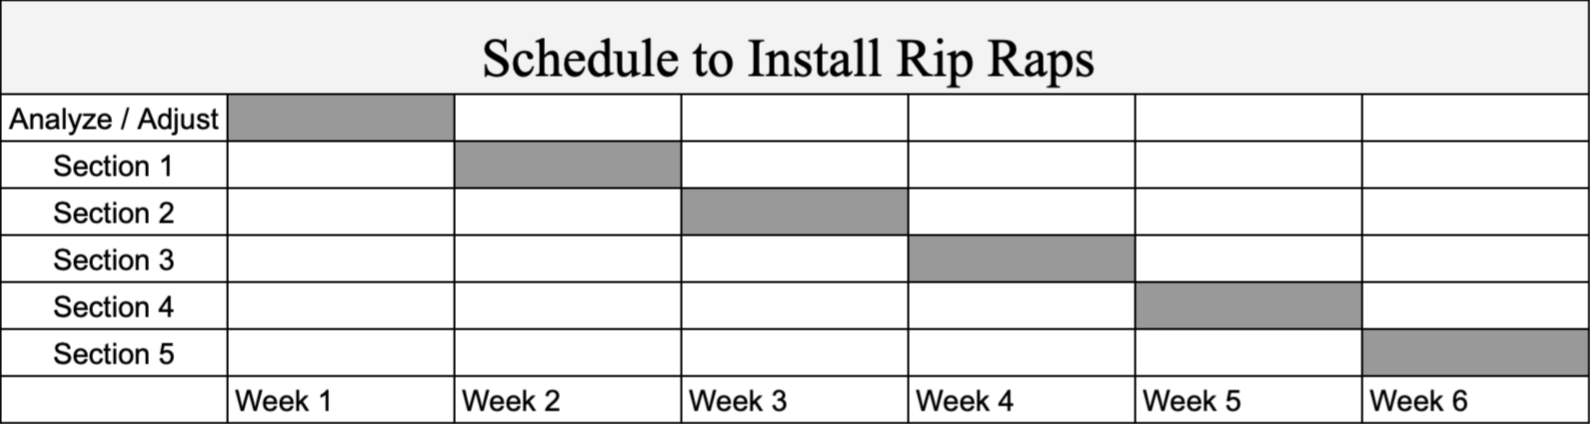 Schedule to Install Rip Raps
Analyze / Adjust
Section 1
Section 2
Section 3
Section 4
Section 5
Week 1 Week 2 Week 3 Week 4 Week 5 Week 6